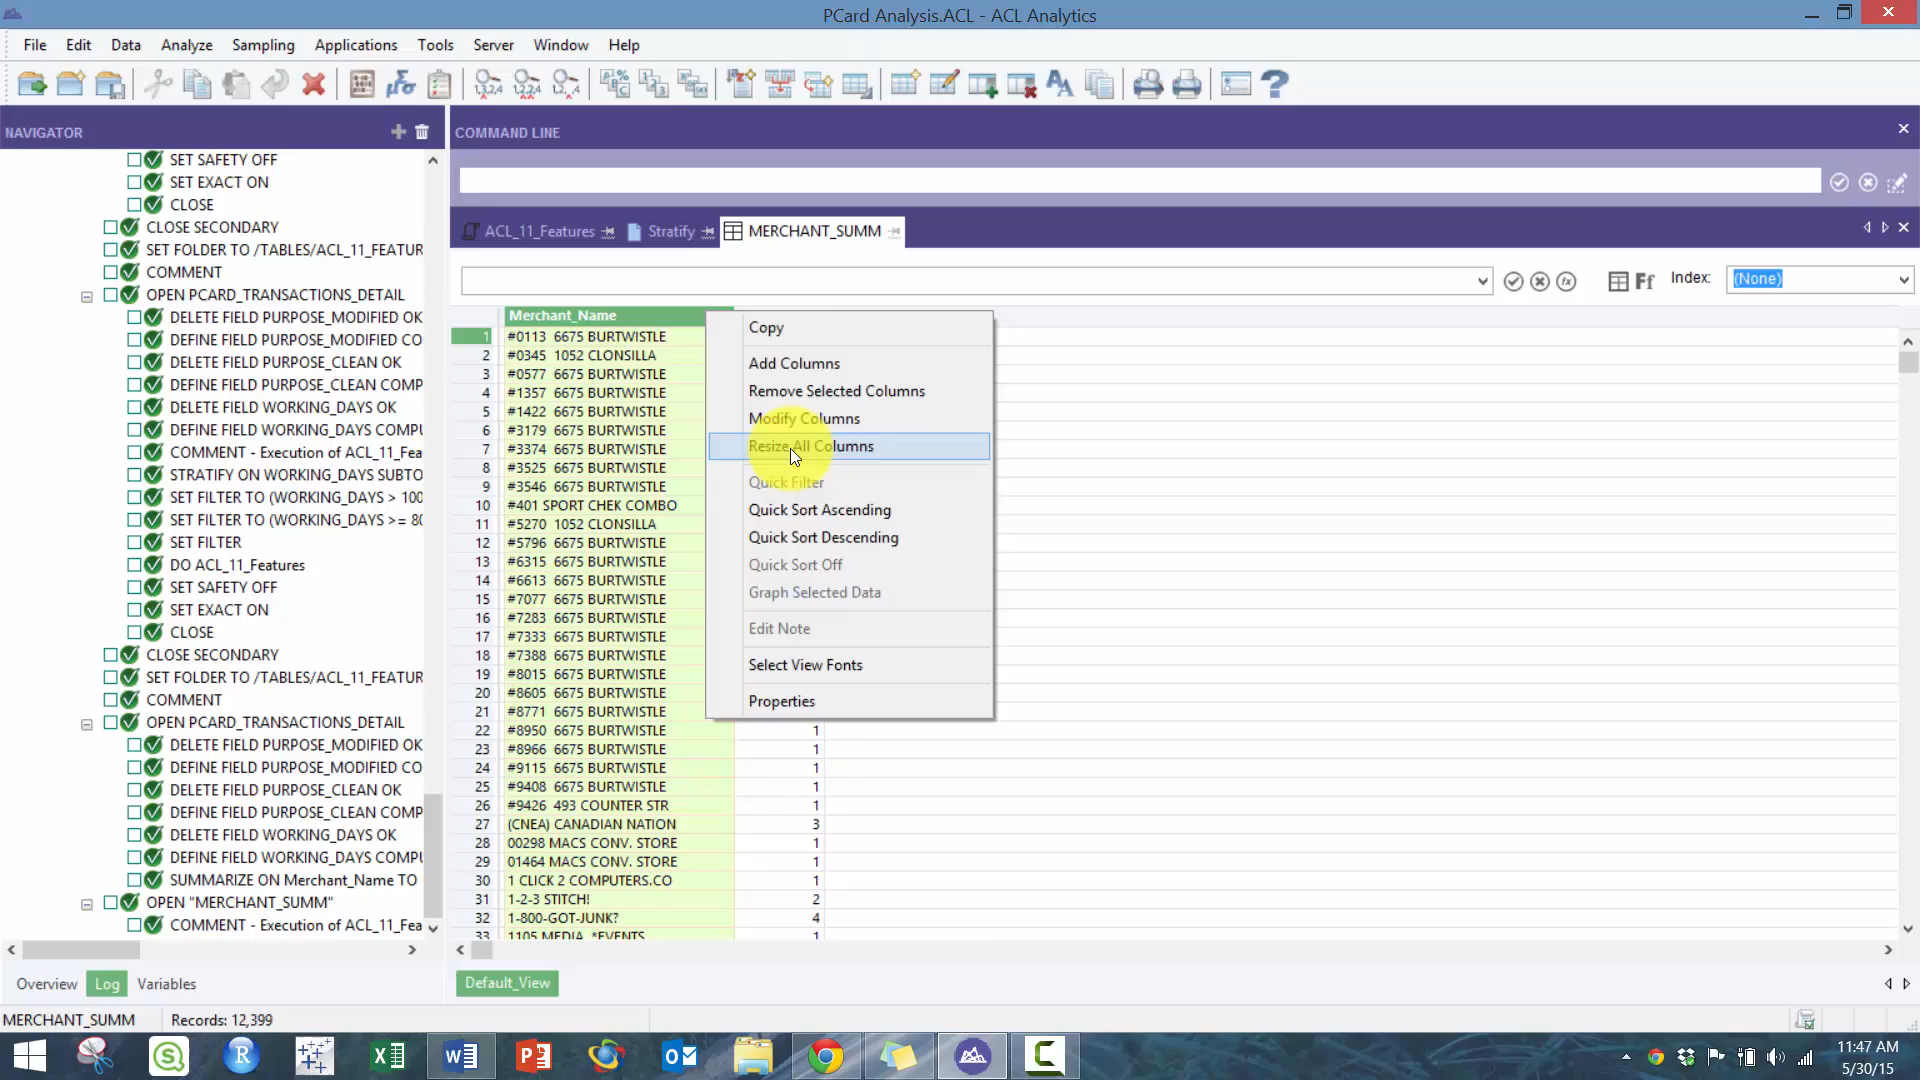 PCard Analysis.ACL - ACL Analytics
File Edit Data Analyze Sampling Applications Tools Server Window Help
NAVIGATOR
SET SAFETY OFF
SET EXACT ON
CLOSE
CLOSE SECONDARY
SET FOLDER TO /TABLES/ACL_11_FEATUR
COMMENT
OPEN PCARD_TRANSACTIONS_DETAIL
DELETE FIELD PURPOSE_MODIFIED OK
DEFINE FIELD PURPOSE_MODIFIED CO
DELETE FIELD PURPOSE_CLEAN OK
DEFINE FIELD PURPOSE_CLEAN COMP
DELETE FIELD WORKING_DAYS OK
DEFINE FIELD WORKING_DAYS COMPU
COMMENT - Execution of ACL_11_Fea
STRATIFY ON WORKING_DAYS SUBTO
SET FILTER TO (WORKING_DAYS > 100
SET FILTER TO (WORKING_DAYS >= 80
SET FILTER
DO ACL_11_Features
SET SAFETY OFF
SET EXACT ON
CLOSE
CLOSE SECONDARY
SET FOLDER TO /TABLES/ACL_11_FEATUR
COMMENT
OPEN PCARD_TRANSACTIONS_DETAIL
DELETE FIELD PURPOSE_MODIFIED OK
DEFINE FIELD PURPOSE_MODIFIED CO
DELETE FIELD PURPOSE_CLEAN OK
DEFINE FIELD PURPOSE_CLEAN COMP
DELETE FIELD WORKING_DAYS OK
DEFINE FIELD WORKING_DAYS COMPU
SUMMARIZE ON Merchant_Name TO
OPEN "MERCHANT_SUMM"
COMMENT - Execution of ACL_11_Fea
Overview Log Variables
COMMAND LINE
ACL_11_Features Stratify MERCHANT_SUMM
Ff Index: (None)
Merchant_Name
1 #0113 6675 BURTWISTLE
2 #0345 1052 CLONSILLA
3 #0577 6675 BURTWISTLE
4 #1357 6675 BURTWISTLE
5 #1422 6675 BURTWISTLE
6 #3179 6675 BURTWISTLE
7 #3374 6675 BURTWISTLE
8 #3525 6675 BURTWISTLE
9 #3546 6675 BURTWISTLE
10 #401 SPORT CHEK COMBO
11 #5270 1052 CLONSILLA
12 #5796 6675 BURTWISTLE
13 #6315 6675 BURTWISTLE
14 #6613 6675 BURTWISTLE
15 #7077 6675 BURTWISTLE
16 #7283 6675 BURTWISTLE
17 #7333 6675 BURTWISTLE
18 #7388 6675 BURTWISTLE
19 #8015 6675 BURTWISTLE
20 #8605 6675 BURTWISTLE
21 #8771 6675 BURTWISTLE
22 #8950 6675 BURTWISTLE 1
23 #8966 6675 BURTWISTLE 1
24 #9115 6675 BURTWISTLE 1
25 #9408 6675 BURTWISTLE 1
26 #9426 493 COUNTER STR 1
27 (CNEA) CANADIAN NATION 3
28 00298 MACS CONV. STORE 1
29 01464 MACS CONV. STORE 1
30 1 CLICK 2 COMPUTERS.CO 1
31 1-2-3 STITCH! 2
32 1-800-GOT-JUNK? 4
33 1105 MEDIA *EVENTS 1
Copy
Add Columns
Remove Selected Columns
Modify Columns
Resize All Columns
Quick Filter
Quick Sort Ascending
Quick Sort Descending
Quick Sort Off
Graph Selected Data
Edit Note
Select View Fonts
Properties
Default_View
MERCHANT_SUMM Records: 12,399
11:47 AM
5/30/15